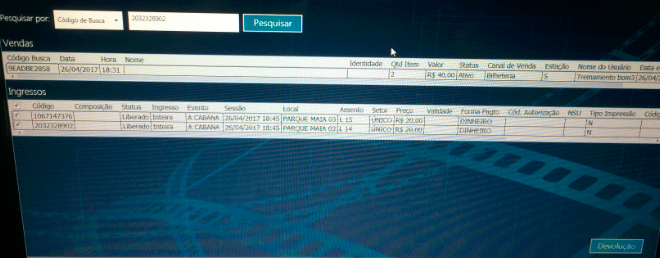 Pesquisar por: Código de Busca 2032328902 Pesquisar
Vendas
Código Busca Data Hora Nome Identidade Qtd Item Valor Status Canal de Venda Estação Nome do Usuário Data e
9EADBE2858 26/04/2017 18:31 2 R$ 40,00 Ativo Bilheteria 5 Treinamento bom3 26/04/
Ingressos
Código Composição Status Ingresso Evento Sessão Local Assento Setor Preço Validade Forma Pagto Cód. Autorização NSU Tipo Impressão Códig
1067147376 Liberado Inteira A CABANA 26/04/2017 18:45 PARQUE MAIA 03 L 15 ÚNICO R$ 20,00 DINHEIRO N
2032328902 Liberado Inteira A CABANA 26/04/2017 18:45 PARQUE MAIA 03 L 14 ÚNICO R$ 20,00 DINHEIRO N
Devolução